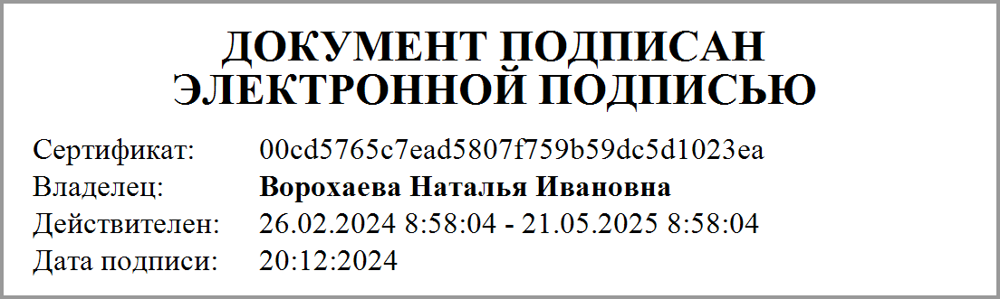 ДОКУМЕНТ ПОДПИСАН
ЭЛЕКТРОННОЙ ПОДПИСЬЮ
Сертификат: 00cd5765c7ead5807f759b59dc5d1023ea
Владелец: Ворохаева Наталья Ивановна
Действителен: 26.02.2024 8:58:04 - 21.05.2025 8:58:04
Дата подписи: 20:12:2024